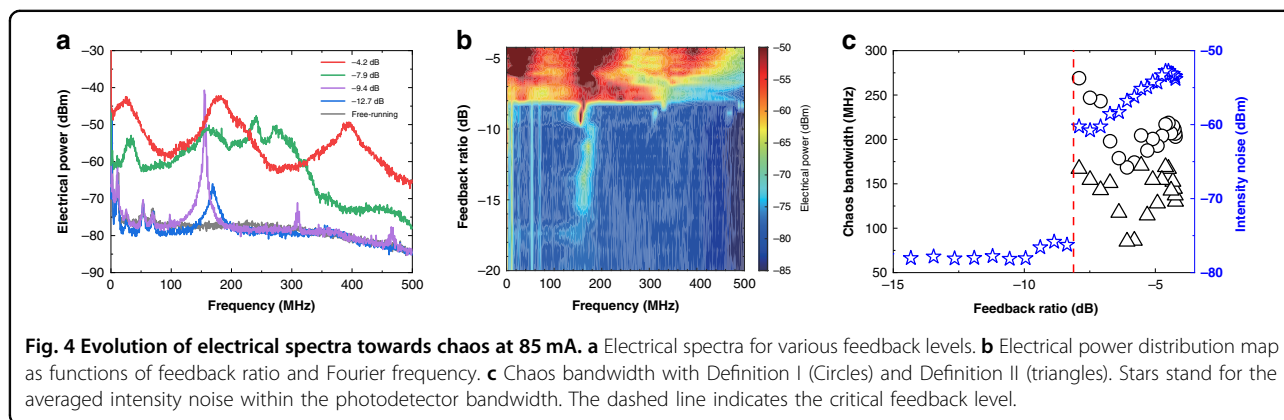 a
−30
−40
−50
−60
−70
−80
−90
Electrical power (dBm)
−4.2 dB
−7.9 dB
−9.4 dB
−12.7 dB
Free-running
0 100 200 300 400 500
Frequency (MHz)
b
−5
−10
−15
−20
Feedback ratio (dB)
0 100 200 300 400 500
Frequency (MHz)
−50
−55
−60
−65
−70
−75
−80
−85
Electrical power (dBm)
c
300
250
200
150
100
50
Chaos bandwidth (MHz)
−50
−60
−70
−80
Intensity noise (dBm)
−15 −10 −5
Feedback ratio (dB)
Fig. 4 Evolution of electrical spectra towards chaos at 85 mA. a Electrical spectra for various feedback levels. b Electrical power distribution map
as functions of feedback ratio and Fourier frequency. c Chaos bandwidth with Definition I (Circles) and Definition II (triangles). Stars stand for the
averaged intensity noise within the photodetector bandwidth. The dashed line indicates the critical feedback level.